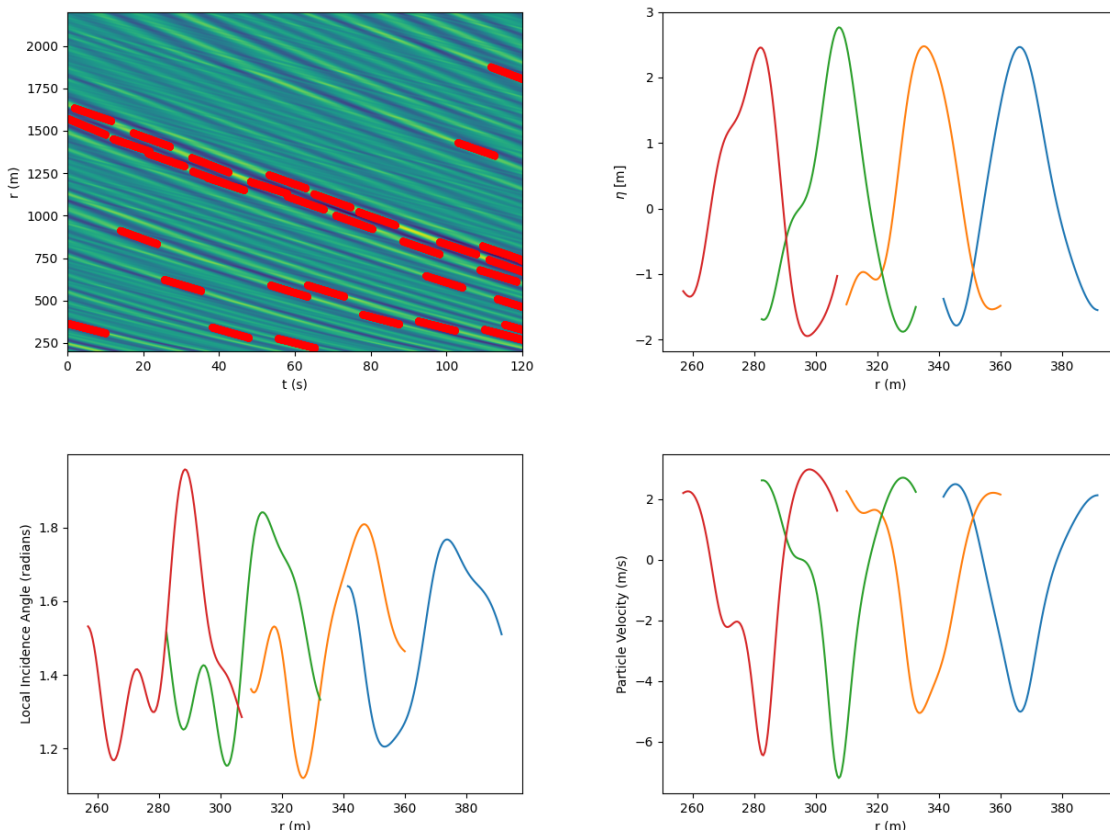 2000
1750
1500
1250
1000
750
500
250
r (m)
0 20 40 60 80 100 120
t (s)
3
2
1
0
−1
−2
η [m]
260 280 300 320 340 360 380
r (m)
1.8
1.6
1.4
1.2
Local Incidence Angle (radians)
260 280 300 320 340 360 380
r (m)
2
0
−2
−4
−6
Particle Velocity (m/s)
260 280 300 320 340 360 380
r (m)